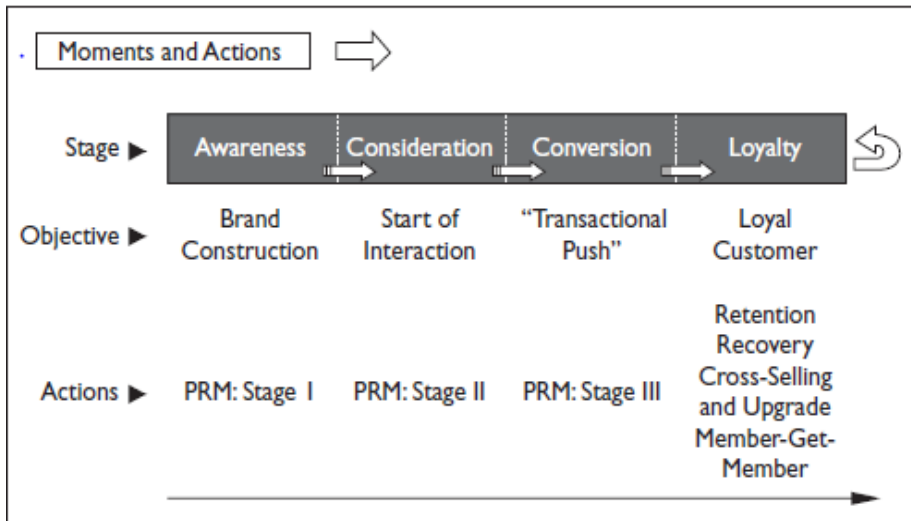 Moments and Actions
Stage ▶ Awareness Consideration Conversion Loyalty
Objective ▶ Brand Construction Start of Interaction “Transactional Push” Loyal Customer
Actions ▶ PRM: Stage I PRM: Stage II PRM: Stage III Retention Recovery Cross-Selling and Upgrade Member-Get-Member